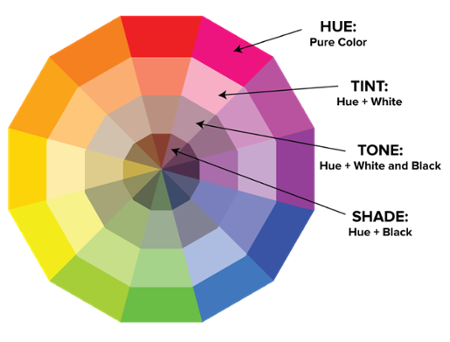 HUE:
Pure Color
TINT:
Hue + White
TONE:
Hue + White and Black
SHADE:
Hue + Black